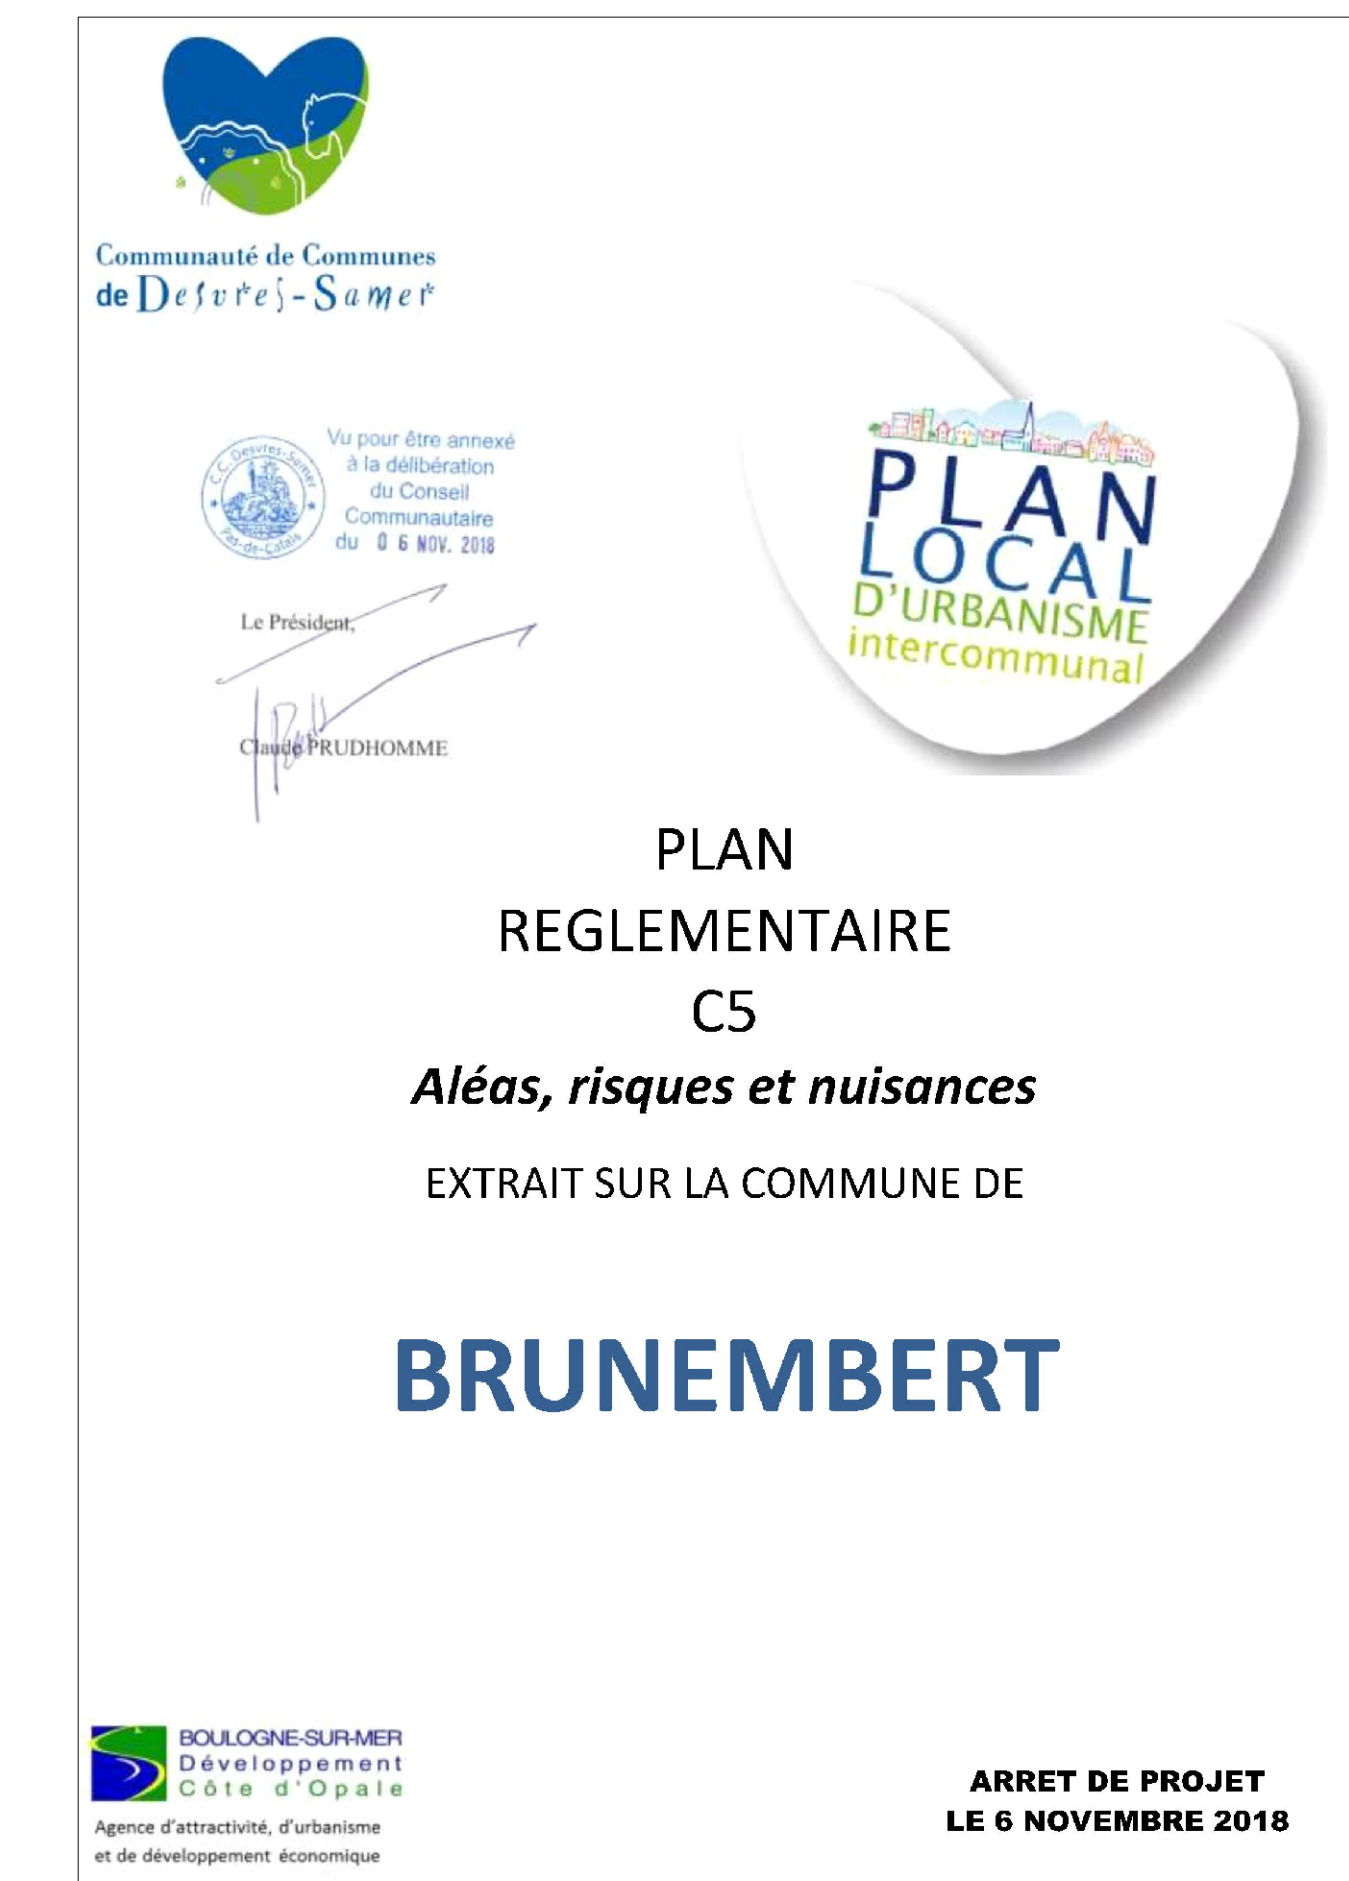 Communauté de Communes
de Desvres-Samer
C.C. Desvres-Samer
Pas-de-Calais
Vu pour être annexé
à la délibération
du Conseil
Communautaire
du 06 NOV. 2018
Le Président,
Claude PRUDHOMME
PLAN
LOCAL
D'URBANISME
intercommunal
PLAN
REGLEMENTAIRE
C5
Aléas, risques et nuisances
EXTRAIT SUR LA COMMUNE DE
BRUNEMBERT
BOULOGNE-SUR-MER
Développement
Côte d'Opale
Agence d'attractivité, d'urbanisme
et de développement économique
ARRET DE PROJET
LE 6 NOVEMBRE 2018